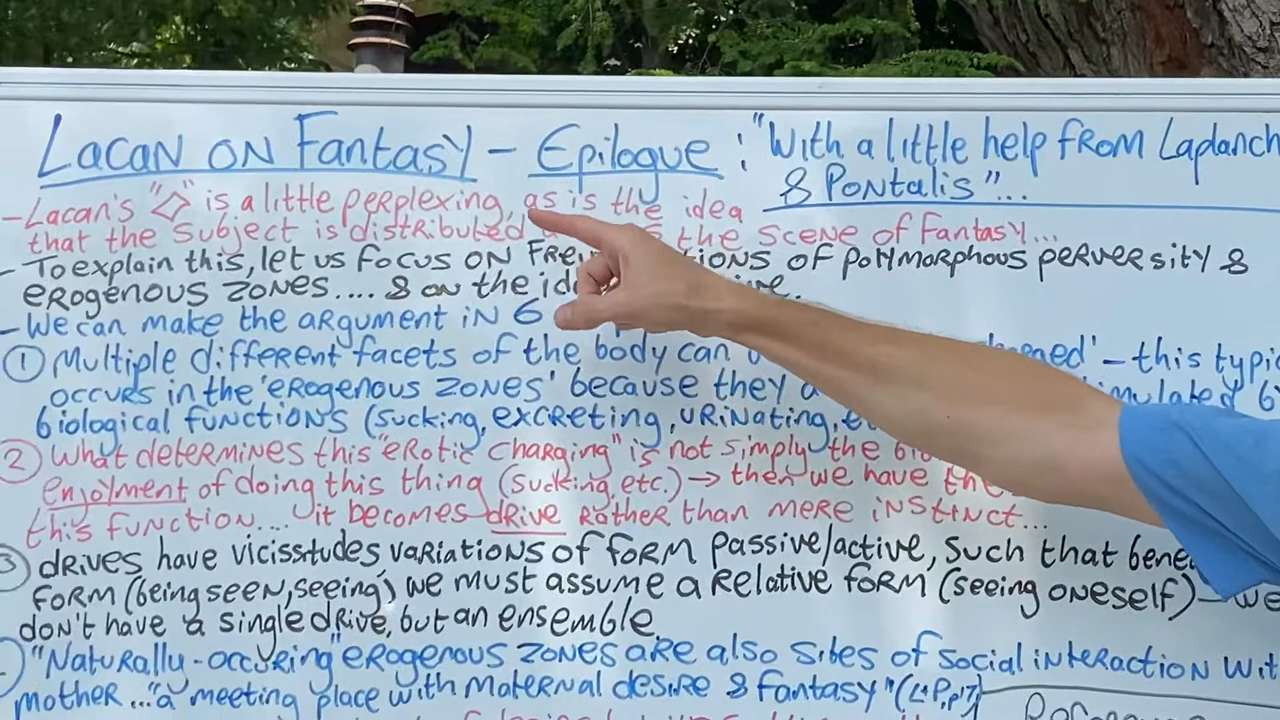 Lacan on Fantasy - Epilogue: "With a little help from Laplanch
& Pontalis"...
- Lacan's "◇" is a little perplexing, as is the idea
that the subject is distributed the scene of Fantasy...
- To explain this, let us focus on of polymorphous perversity &
erogenous zones.... & on the
- We can make the argument in 6
① Multiple different facets of the body can - this typic
occurs in the 'erogenous zones' because they
biological functions (sucking, excreting, urinating,
② What determines this "erotic charging" is not simply the
enjoyment of doing this thing (sucking, etc.) → then we have
this function.... it becomes drive rather than mere instinct...
③ drives have vicisstudes, variations of form passive/active, such that
form (being seen, seeing) we must assume a relative form (seeing oneself) - we
don't have a single drive, but an ensemble.
"Naturally-occuring" erogenous zones are also sites of social interaction wit
mother..."a meeting place with maternal desire & fantasy" (L+P, p17)